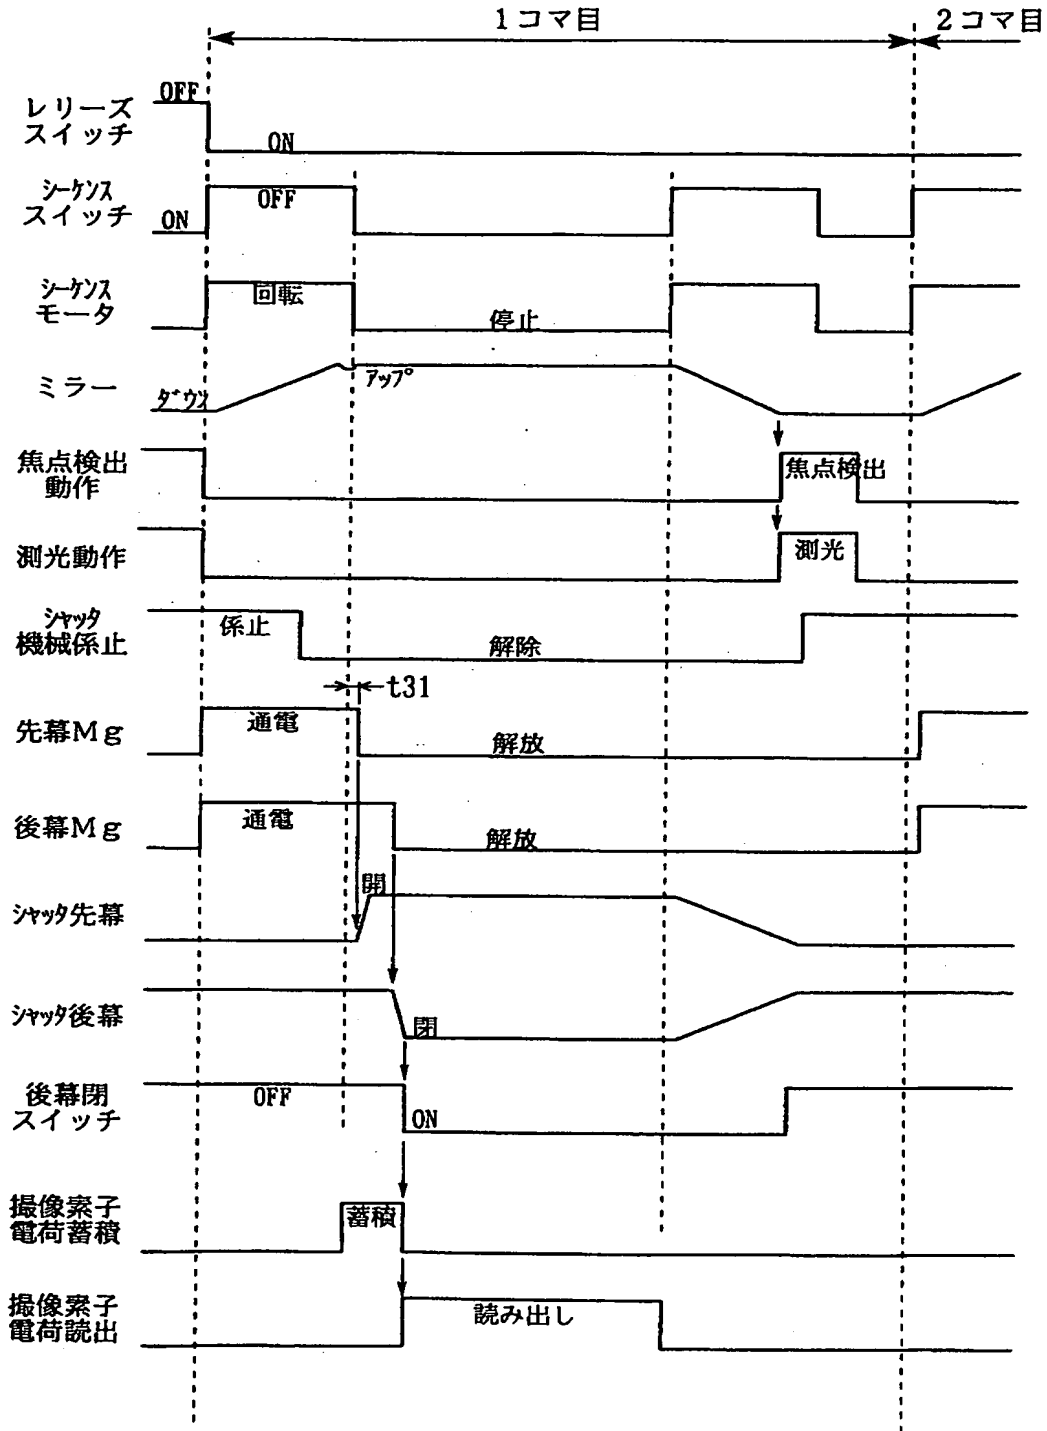 1コマ目
2コマ目
レリーズ
スイッチ
OFF
ON
シーケンス
スイッチ
ON
OFF
シーケンス
モータ
回転
停止
ミラー
ダウン
アップ
焦点検出
動作
焦点検出
測光動作
測光
シャッタ
機械係止
係止
解除
t31
先幕Mg
通電
解放
後幕Mg
通電
解放
シャッタ先幕
開
シャッタ後幕
閉
後幕閉
スイッチ
OFF
ON
撮像素子
電荷蓄積
蓄積
撮像素子
電荷読出
読み出し